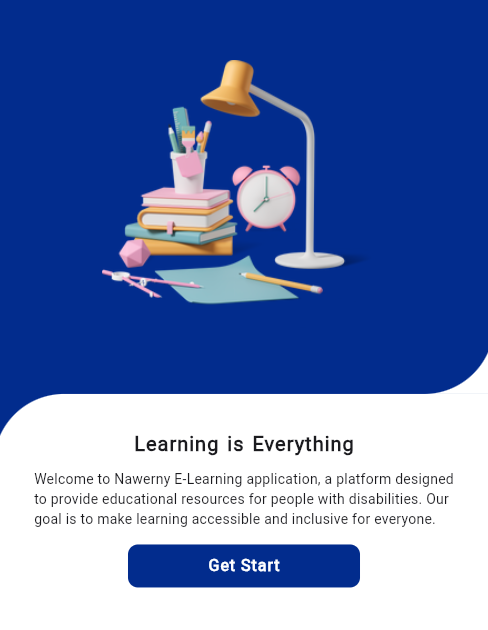 Learning is Everything
Welcome to Nawerny E-Learning application, a platform designed
to provide educational resources for people with disabilities. Our
goal is to make learning accessible and inclusive for everyone.
Get Start